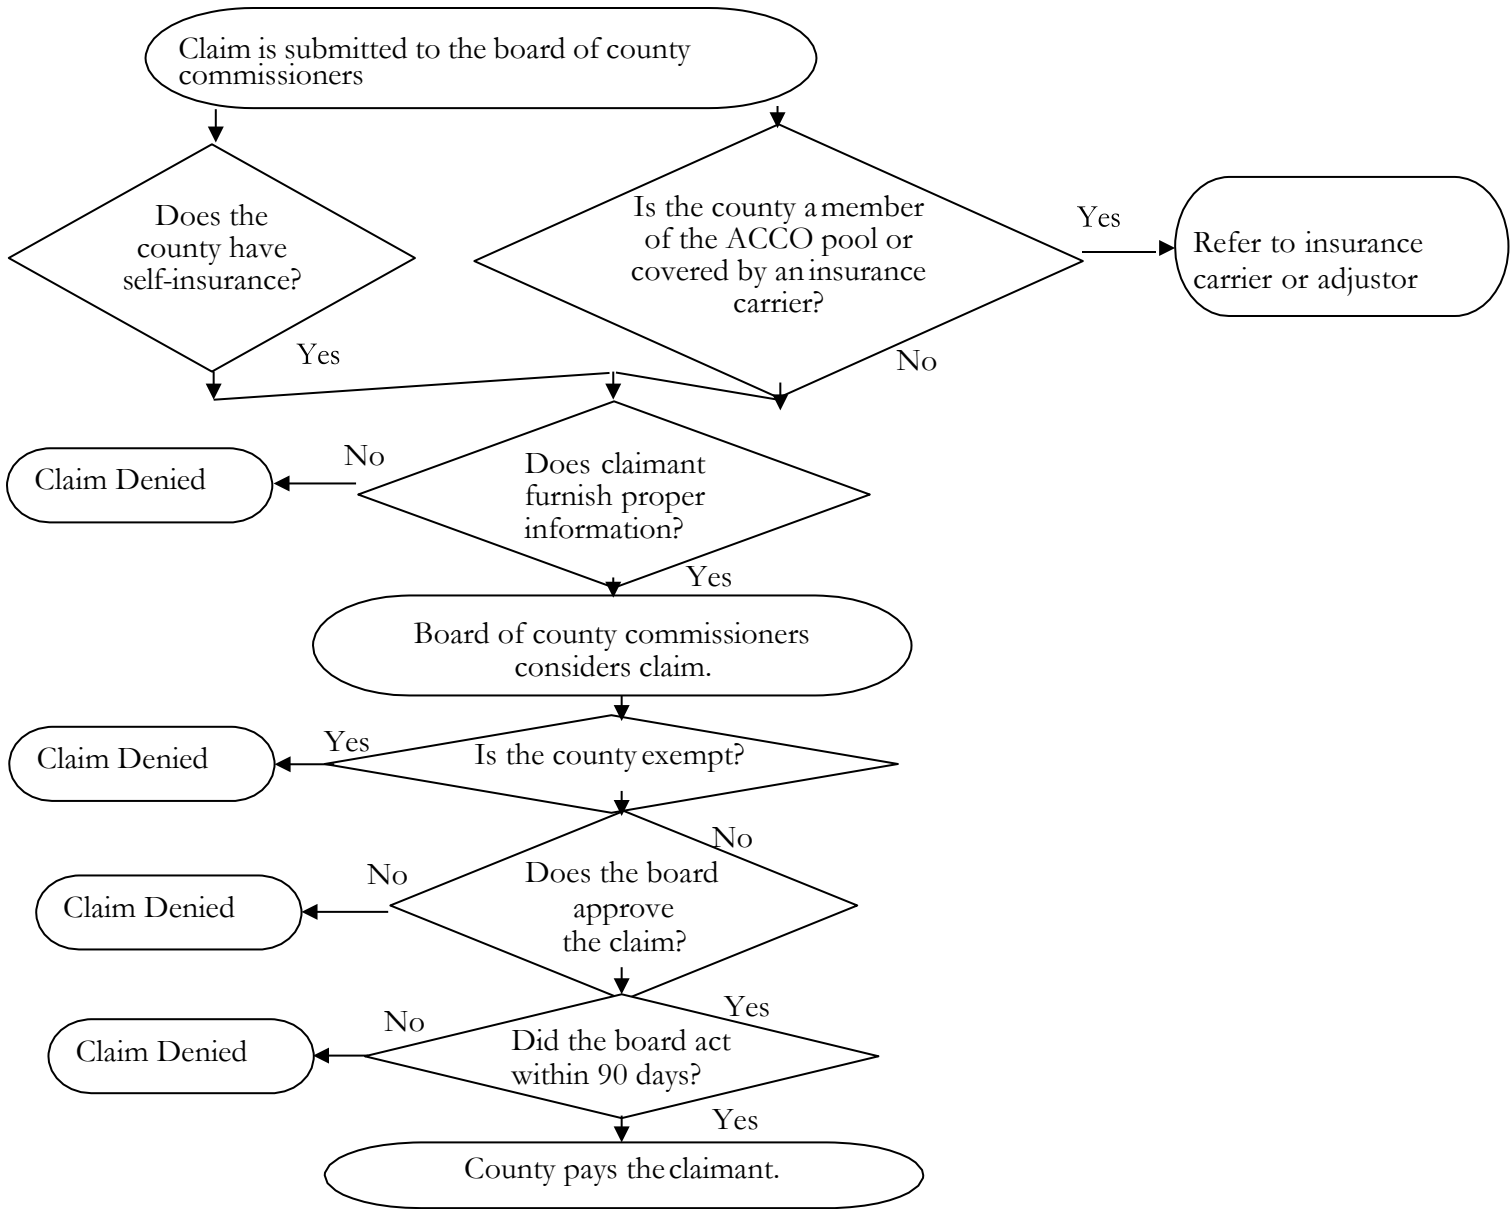 Claim is submitted to the board of county
commissioners
Does the
county have
self-insurance?
Yes
Is the county a member
of the ACCO pool or
covered by an insurance
carrier?
Yes
Refer to insurance
carrier or adjustor
No
Claim Denied
No
Does claimant
furnish proper
information?
Yes
Board of county commissioners
considers claim.
Claim Denied
Yes
Is the county exempt?
No
Claim Denied
No
Does the board
approve
the claim?
Yes
Claim Denied
No
Did the board act
within 90 days?
Yes
County pays the claimant.